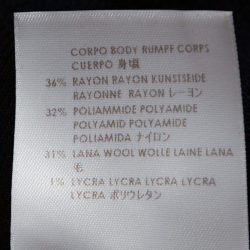 CORPO BODY RUMPF CORPS
CUERPO 身頃
36% RAYON RAYON KUNSTSEIDE
RAYONNE RAYON レーヨン
32% POLIAMMIDE POLYAMIDE
POLYAMID POLYAMIDE
POLIAMIDA ナイロン
31% LANA WOOL WOLLE LAINE LANA
毛
1% LYCRA LYCRA LYCRA LYCRA
LYCRA ポリウレタン